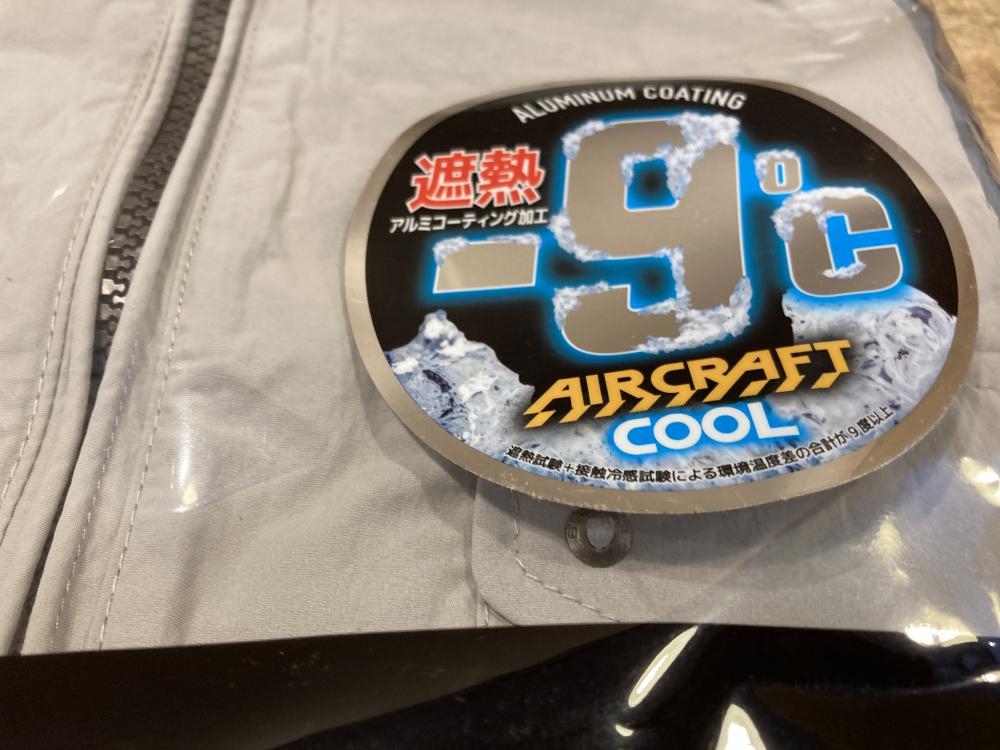 ALUMINUM COATING
遮熱
アルミコーティング加工
-9°C
AIRCRAFT
COOL
遮熱試験+接触冷感試験による環境温度差の合計が9度以上